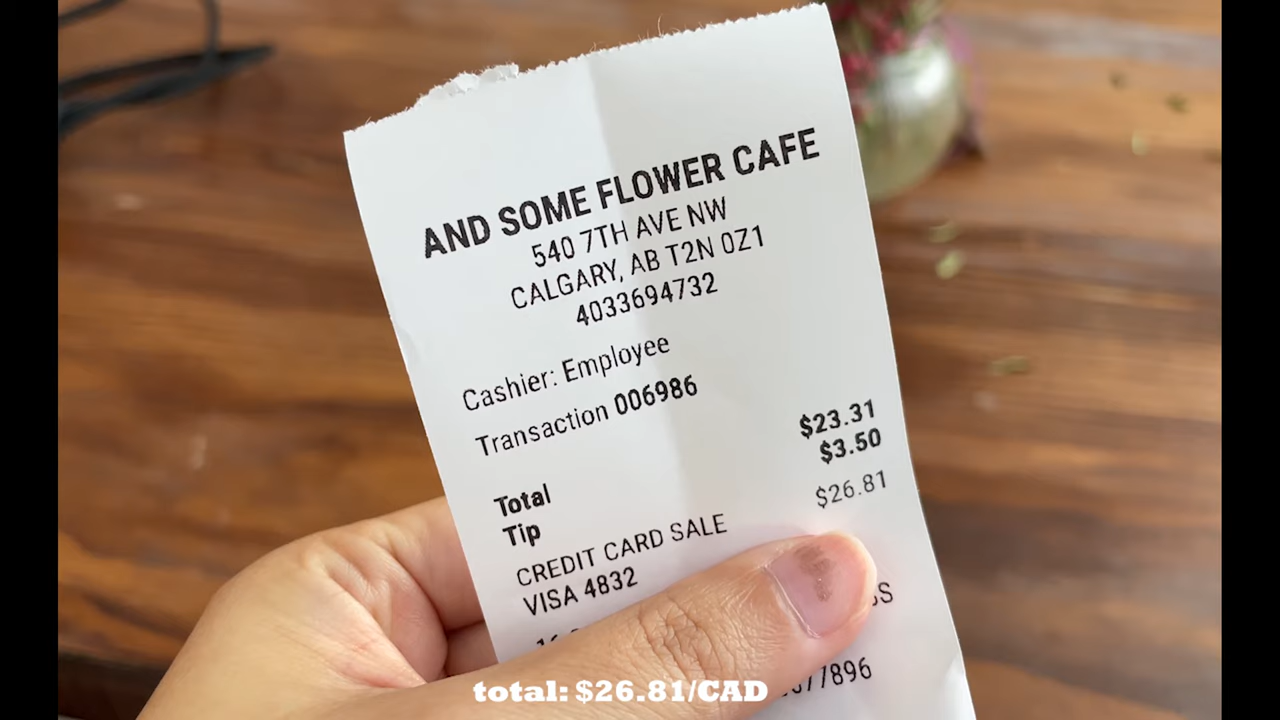 AND SOME FLOWER CAFE
540 7TH AVE NW
CALGARY, AB T2N 0Z1
4033694732
Cashier: Employee
Transaction 006986
Total $23.31
Tip $3.50
CREDIT CARD SALE $26.81
VISA 4832
total: $26.81/CAD